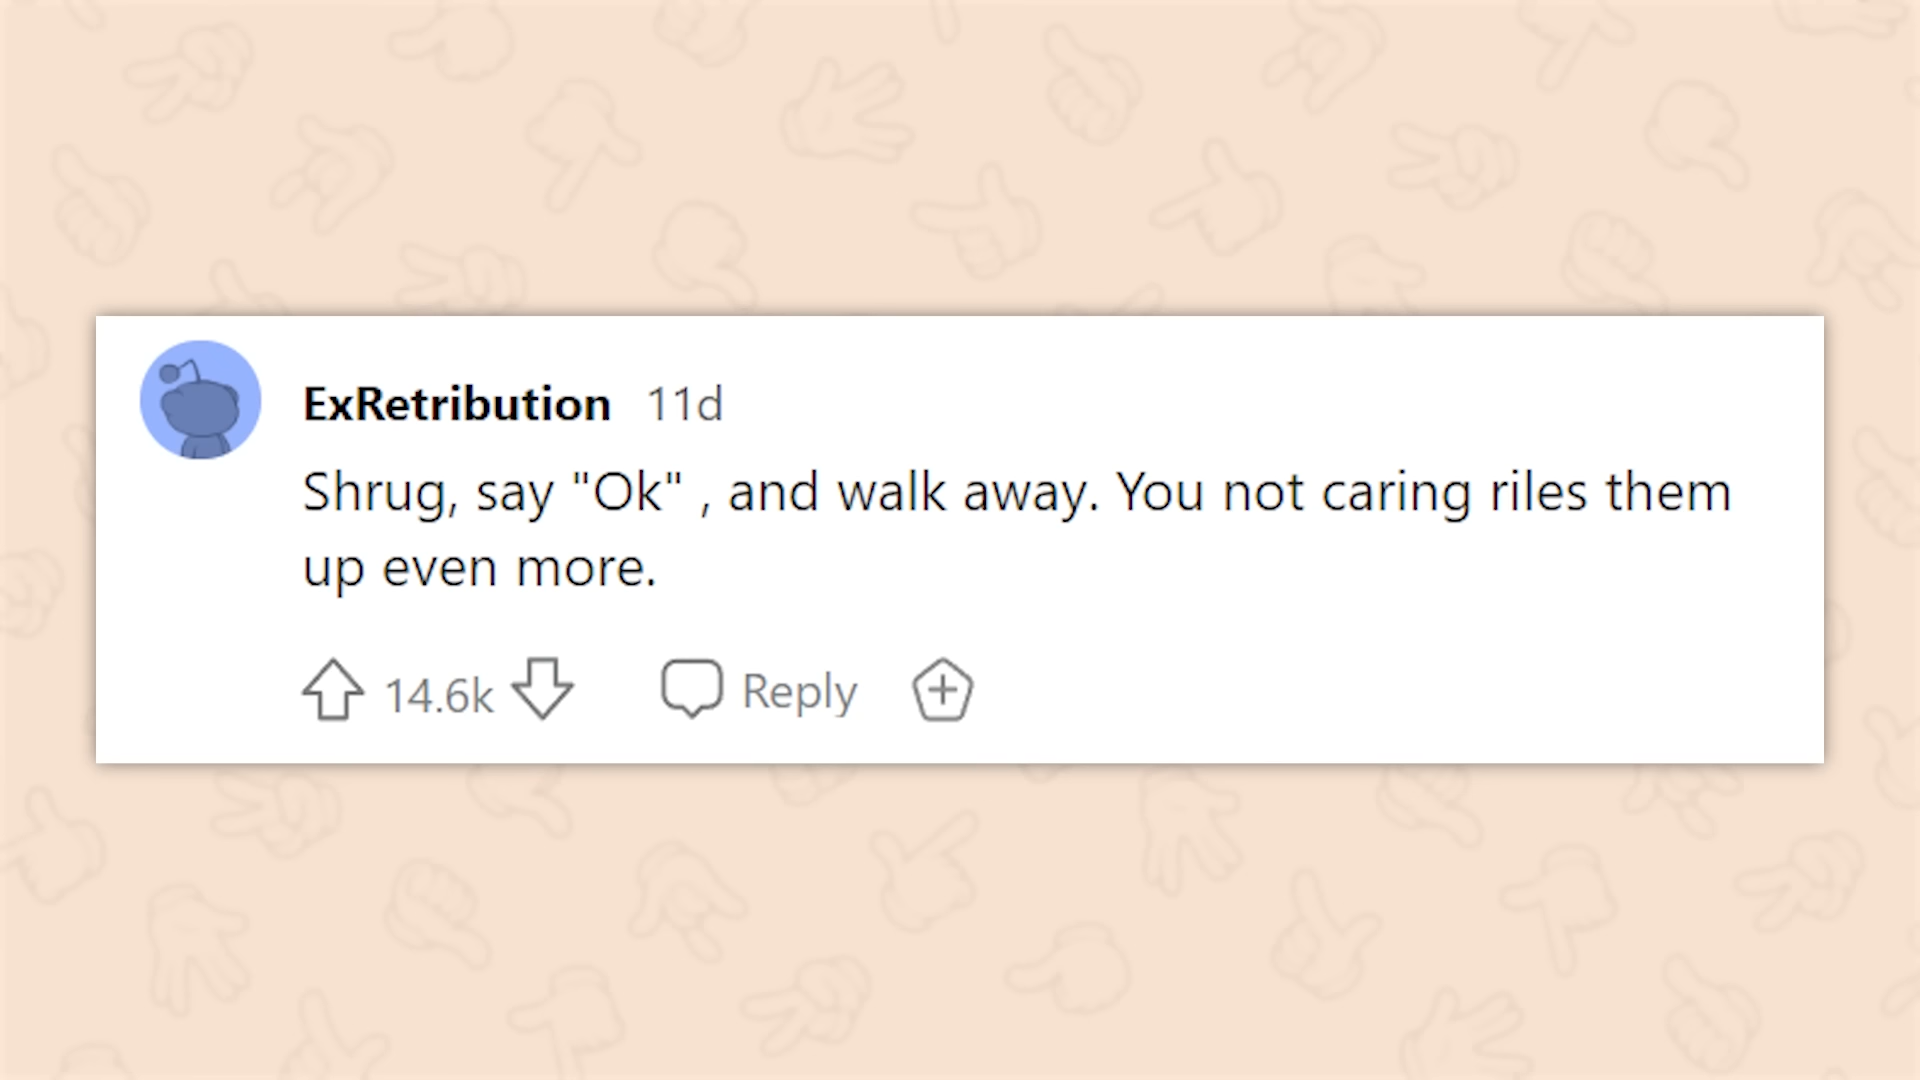 ExRetribution 11d
Shrug, say "Ok" , and walk away. You not caring riles them
up even more.
14.6k Reply